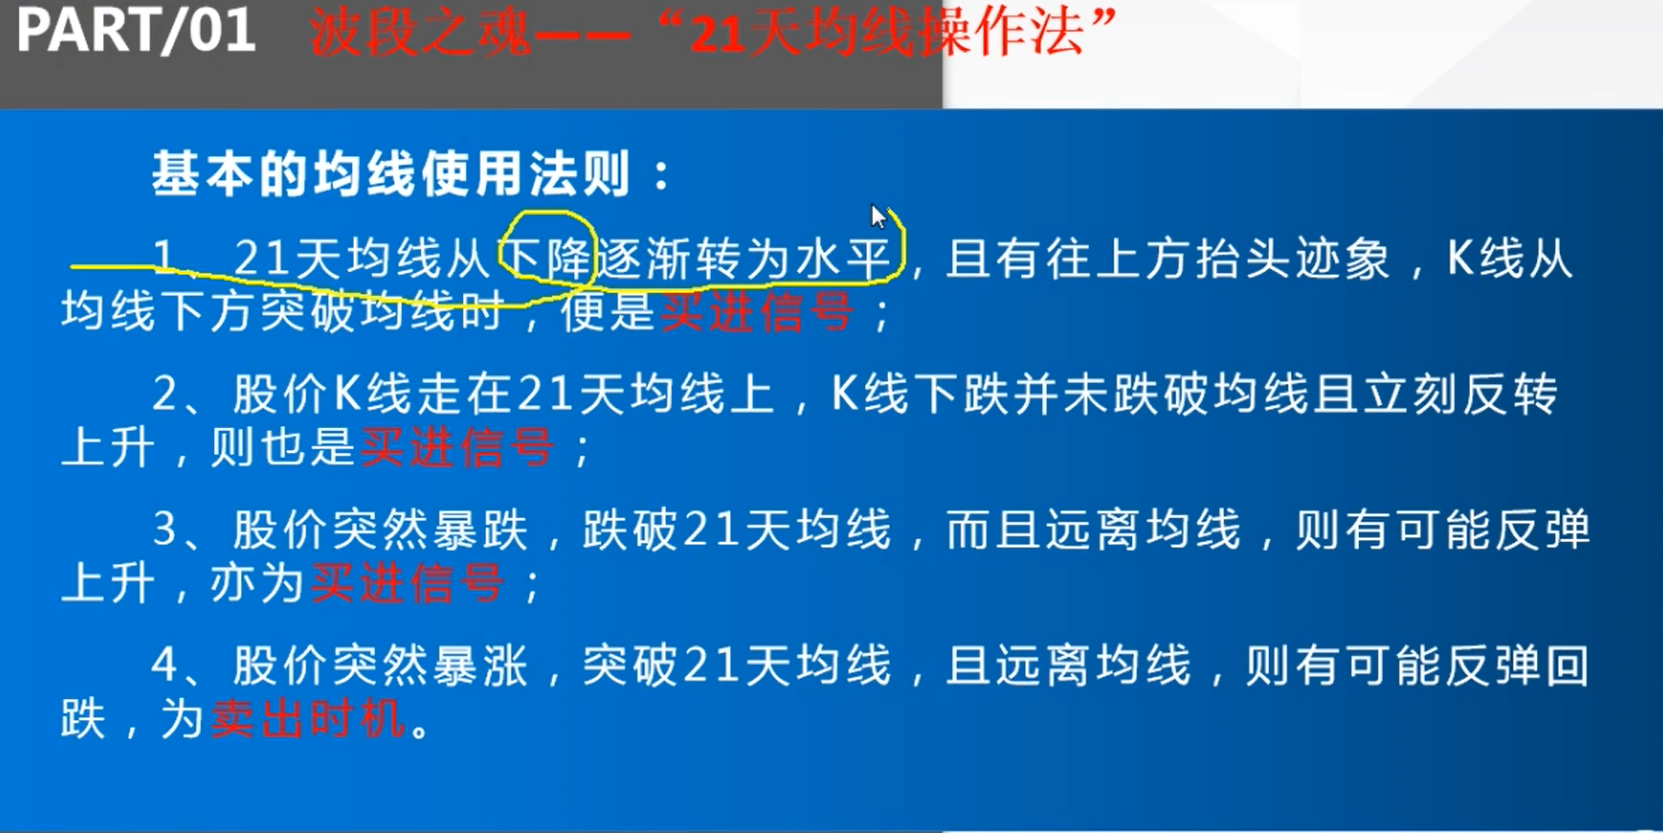 PART/01 波段之魂——“21天均线操作法”
基本的均线使用法则：
1、21天均线从下降逐渐转为水平，且有往上方抬头迹象，K线从
均线下方突破均线时，便是买进信号；
2、股价K线走在21天均线上，K线下跌并未跌破均线且立刻反转
上升，则也是买进信号；
3、股价突然暴跌，跌破21天均线，而且远离均线，则有可能反弹
上升，亦为买进信号；
4、股价突然暴涨，突破21天均线，且远离均线，则有可能反弹回
跌，为卖出时机。